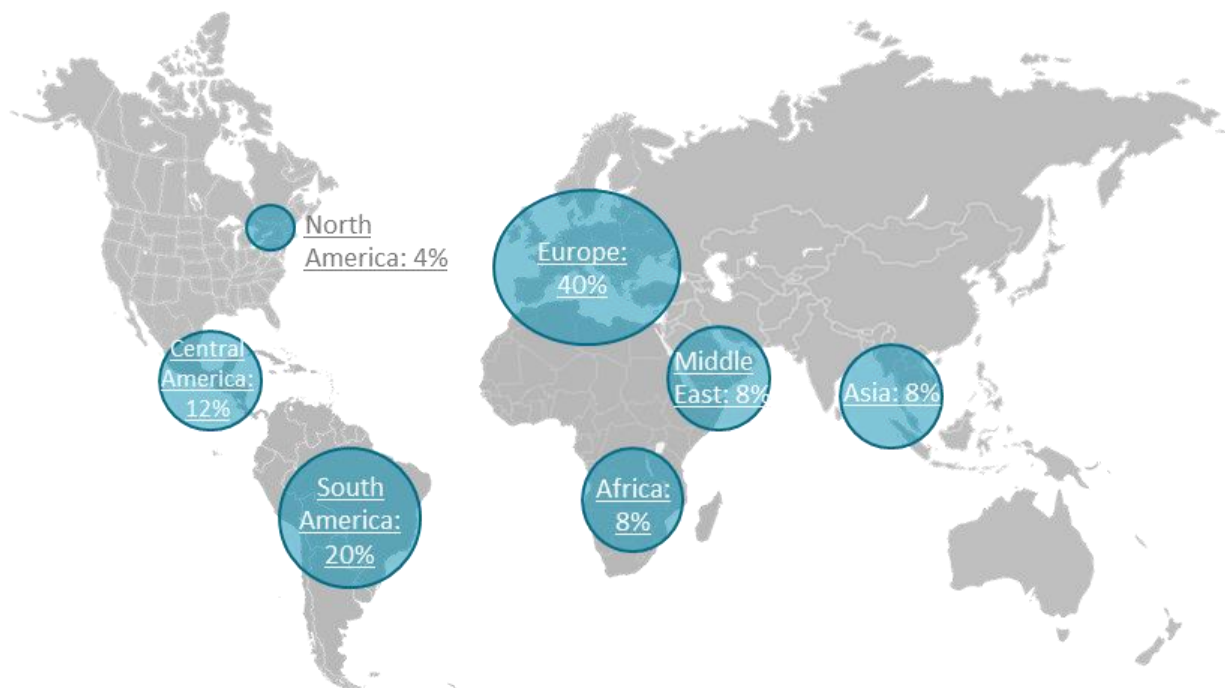 North
America: 4%
Europe:
40%
Central
America:
12%
Middle
East: 8%
Asia: 8%
South
America:
20%
Africa:
8%